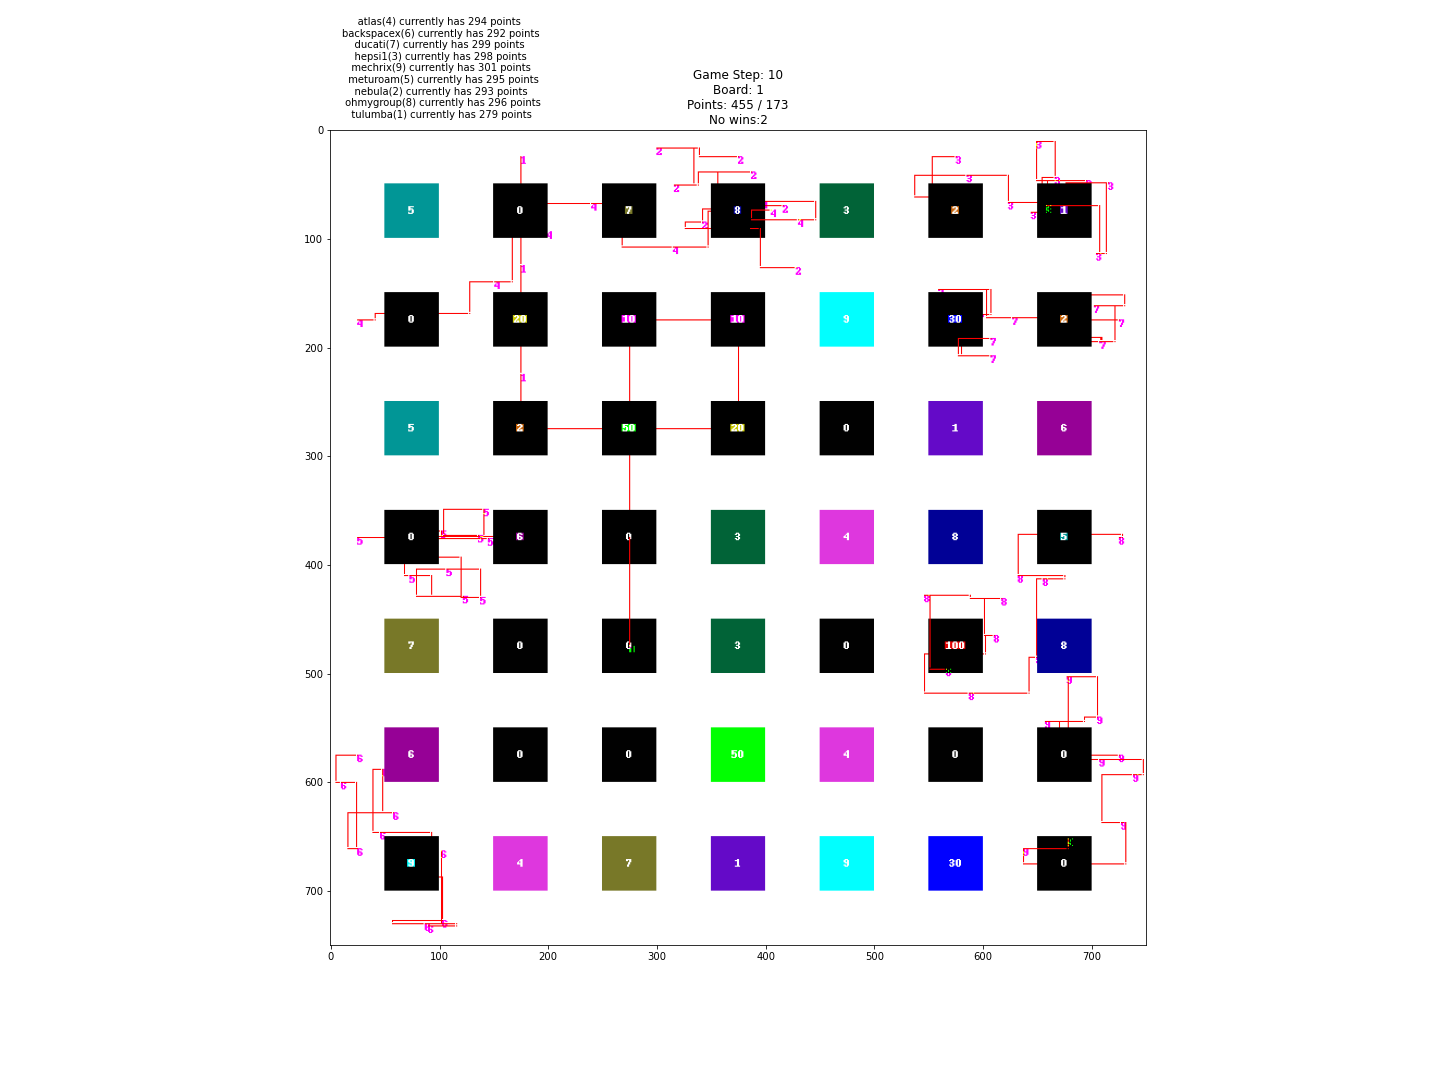 atlas(4) currently has 294 points
backspacex(6) currently has 292 points
ducati(7) currently has 299 points
hepsi1(3) currently has 298 points
mechrix(9) currently has 301 points
meturoam(5) currently has 295 points
nebula(2) currently has 293 points
ohmygroup(8) currently has 296 points
tulumba(1) currently has 279 points
Game Step: 10
Board: 1
Points: 455 / 173
No wins:2
5 0 7 8 3 2 1
0 20 10 10 9 30 2
5 2 50 20 0 1 6
0 6 0 3 4 8 5
7 0 0 3 0 100 8
6 0 0 50 4 0 0
9 4 7 1 9 30 0
0
100
200
300
400
500
600
700
0 100 200 300 400 500 600 700